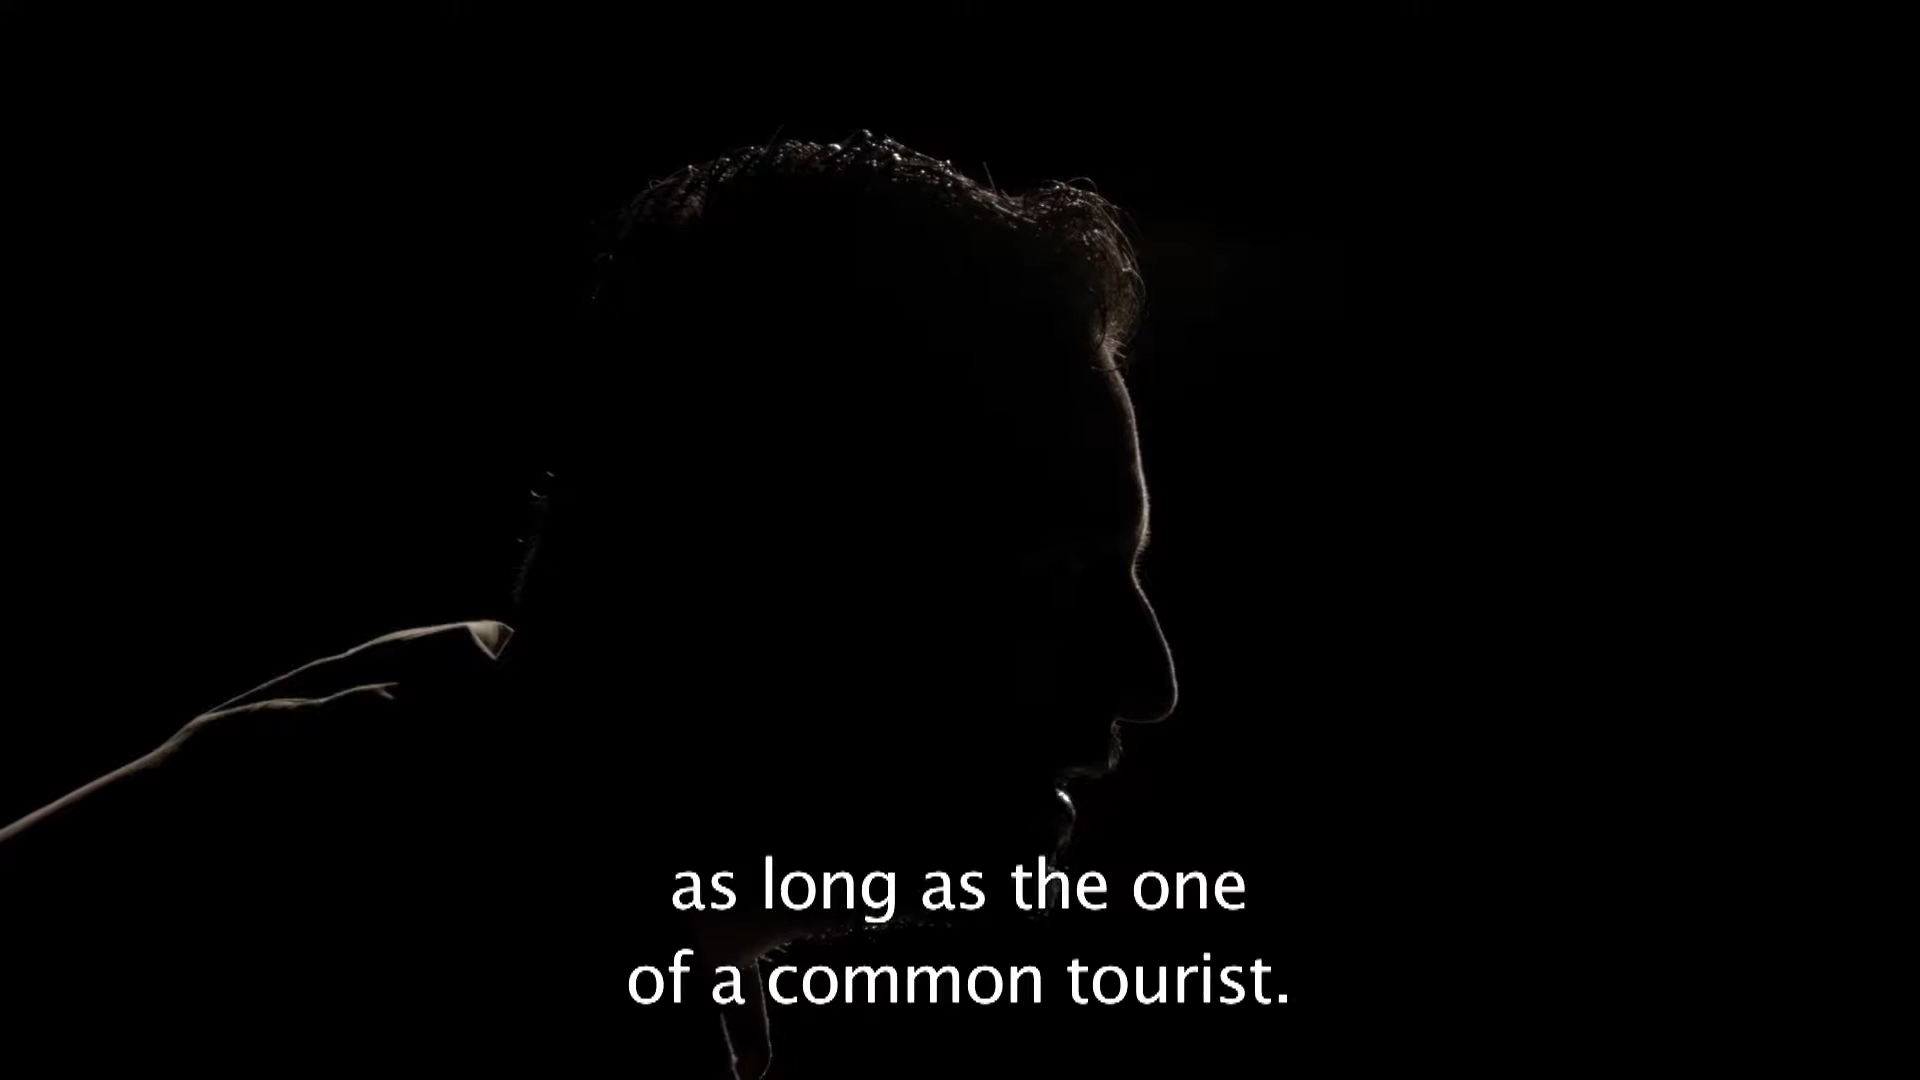 as long as the one
of a common tourist.